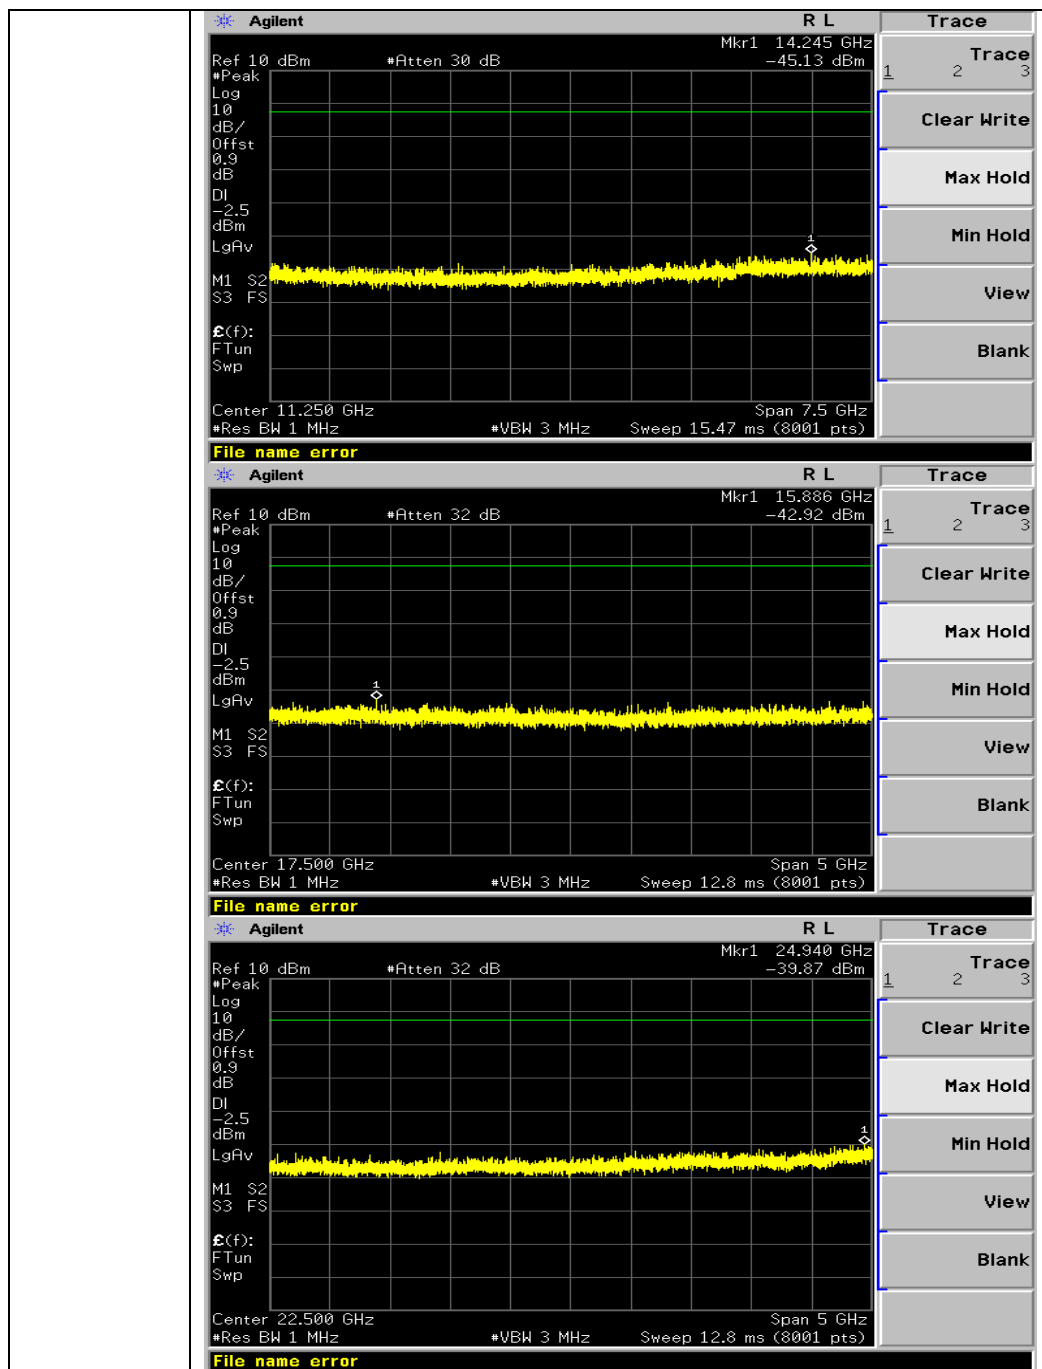 Agilent R L Trace
Mkr1 14.245 GHz
Ref 10 dBm #Atten 30 dB -45.13 dBm
#Peak
Log
10
dB/
Offst
0.9
dB
DI
-2.5
dBm
LgAv
M1 S2
S3 FS
£(f):
FTun
Swp
1
Center 11.250 GHz Span 7.5 GHz
#Res BW 1 MHz #VBW 3 MHz Sweep 15.47 ms (8001 pts)
File name error
Trace
1 2 3
Clear Write
Max Hold
Min Hold
View
Blank
Agilent R L Trace
Mkr1 15.886 GHz
Ref 10 dBm #Atten 32 dB -42.92 dBm
#Peak
Log
10
dB/
Offst
0.9
dB
DI
-2.5
dBm
LgAv
M1 S2
S3 FS
£(f):
FTun
Swp
1
Center 17.500 GHz Span 5 GHz
#Res BW 1 MHz #VBW 3 MHz Sweep 12.8 ms (8001 pts)
File name error
Trace
1 2 3
Clear Write
Max Hold
Min Hold
View
Blank
Agilent R L Trace
Mkr1 24.940 GHz
Ref 10 dBm #Atten 32 dB -39.87 dBm
#Peak
Log
10
dB/
Offst
0.9
dB
DI
-2.5
dBm
LgAv
M1 S2
S3 FS
£(f):
FTun
Swp
1
Center 22.500 GHz Span 5 GHz
#Res BW 1 MHz #VBW 3 MHz Sweep 12.8 ms (8001 pts)
File name error
Trace
1 2 3
Clear Write
Max Hold
Min Hold
View
Blank